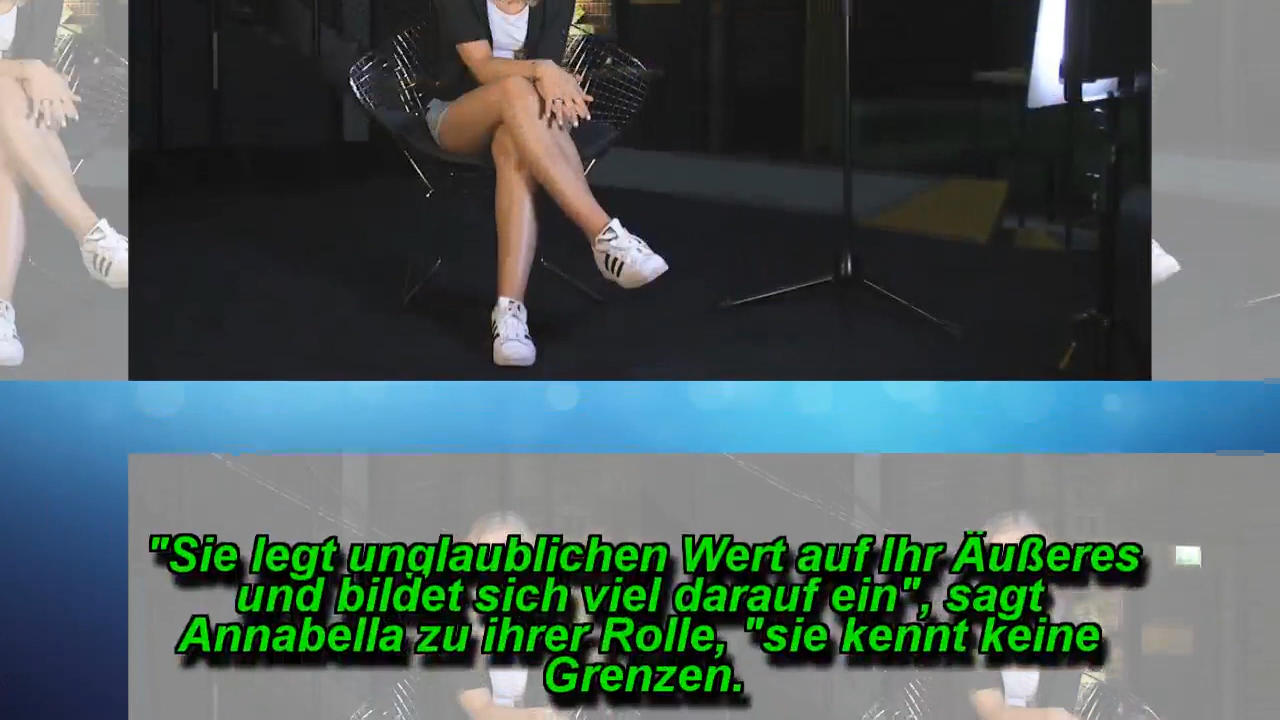 "Sie legt unglaublichen Wert auf Ihr Äußeres
und bildet sich viel darauf ein", sagt
Annabella zu ihrer Rolle, "sie kennt keine
Grenzen.